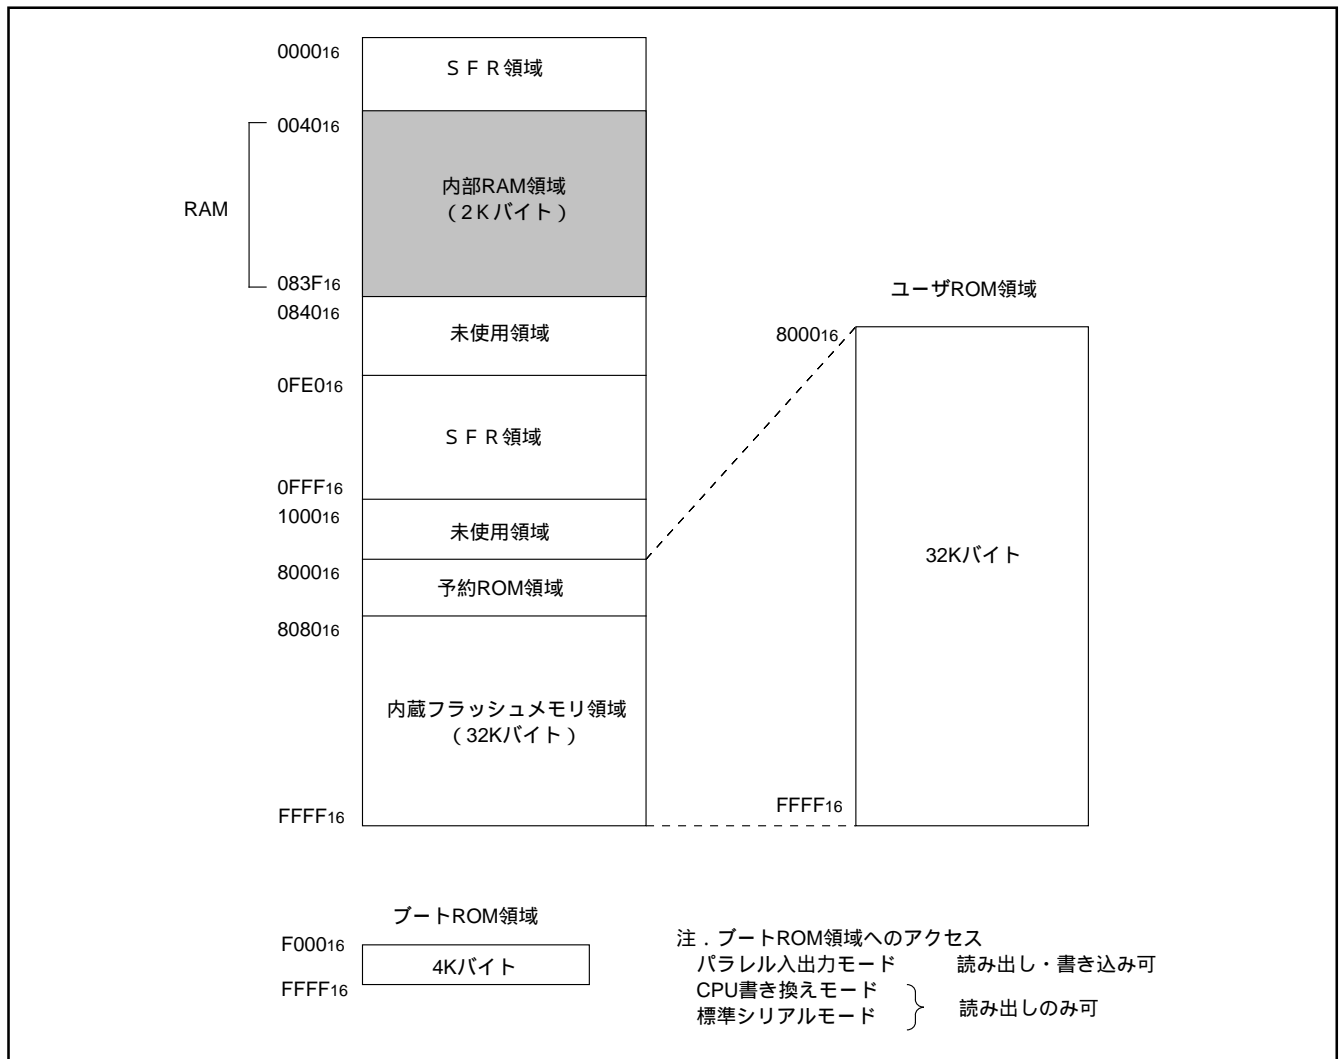 000016
ＳＦＲ領域
004016
RAM
内部RAM領域
（2Ｋバイト）
083F16
084016
未使用領域
0FE016
ＳＦＲ領域
0FFF16
100016
未使用領域
800016
予約ROM領域
808016
内蔵フラッシュメモリ領域
（32Kバイト）
FFFF16
ユーザROM領域
800016
32Kバイト
FFFF16
ブートROM領域
F00016
4Kバイト
FFFF16
注．ブートROM領域へのアクセス
パラレル入出力モード　読み出し・書き込み可
CPU書き換えモード
標準シリアルモード
読み出しのみ可